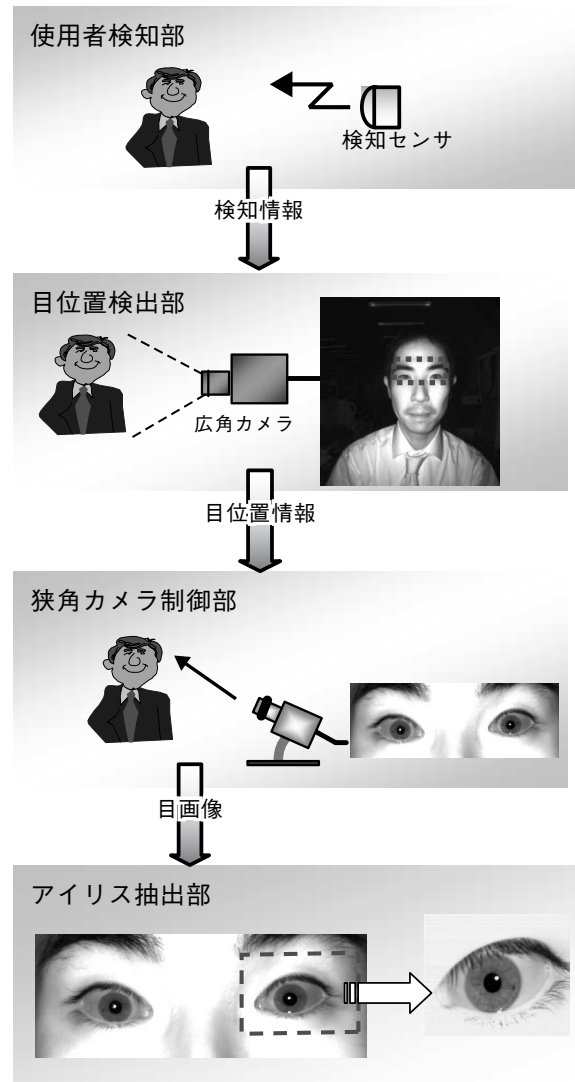 使用者検知部
検知センサ
検知情報
目位置検出部
広角カメラ
目位置情報
狭角カメラ制御部
目画像
アイリス抽出部